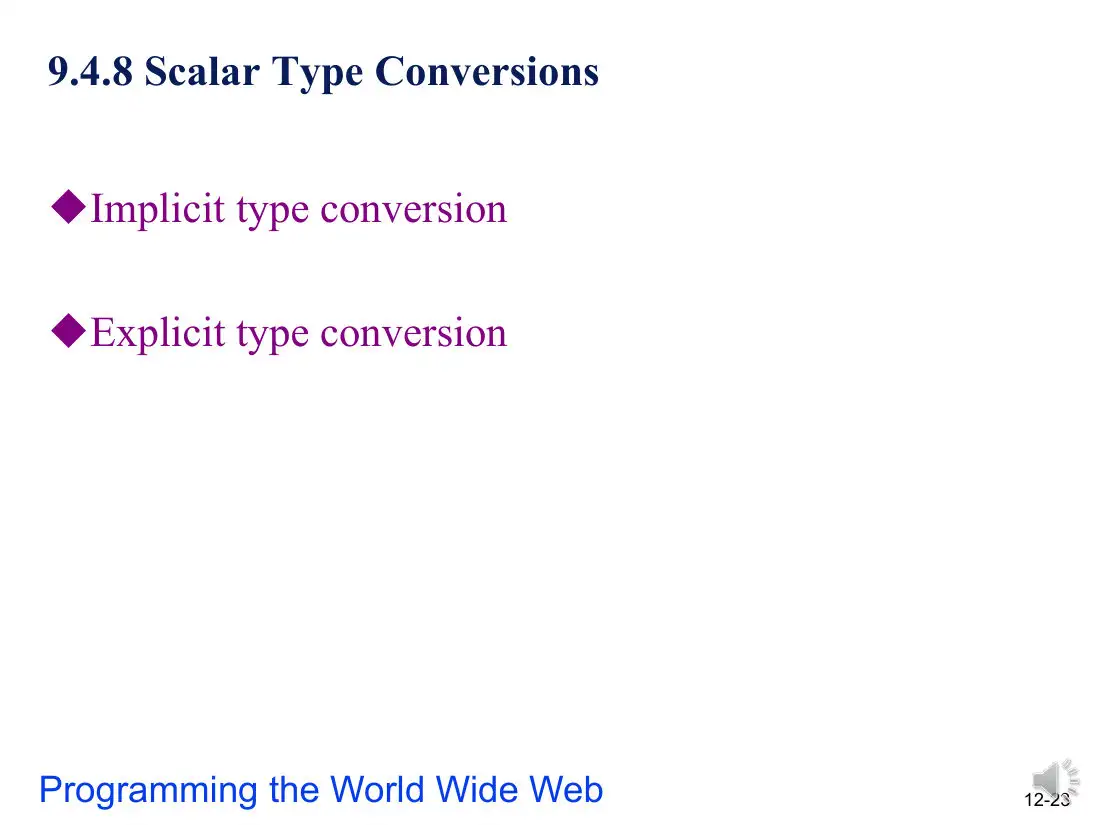 9.4.8 Scalar Type Conversions
◆Implicit type conversion
◆Explicit type conversion
Programming the World Wide Web
12-23